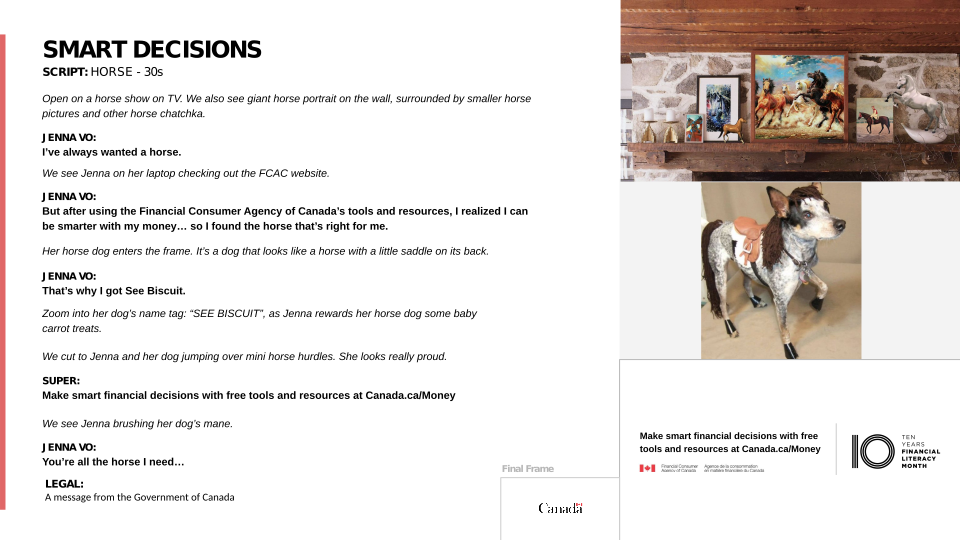 SMART DECISIONS
SCRIPT: HORSE - 30s
Open on a horse show on TV. We also see giant horse portrait on the wall, surrounded by smaller horse
pictures and other horse chatchka.
JENNA VO:
I've always wanted a horse.
We see Jenna on her laptop checking out the FCAC website.
JENNA VO:
But after using the Financial Consumer Agency of Canada's tools and resources, I realized I can
be smarter with my money… so I found the horse that's right for me.
Her horse dog enters the frame. It's a dog that looks like a horse with a little saddle on its back.
JENNA VO:
That's why I got See Biscuit.
Zoom into her dog's name tag: "SEE BISCUIT", as Jenna rewards her horse dog some baby
carrot treats.
We cut to Jenna and her dog jumping over mini horse hurdles. She looks really proud.
SUPER:
Make smart financial decisions with free tools and resources at Canada.ca/Money
We see Jenna brushing her dog's mane.
JENNA VO:
You're all the horse I need…
LEGAL:
A message from the Government of Canada
Final Frame
Canada
Make smart financial decisions with free
tools and resources at Canada.ca/Money
Financial Consumer Agence de la consommation
Agency of Canada en matière financière du Canada
10
TEN
YEARS
FINANCIAL
LITERACY
MONTH